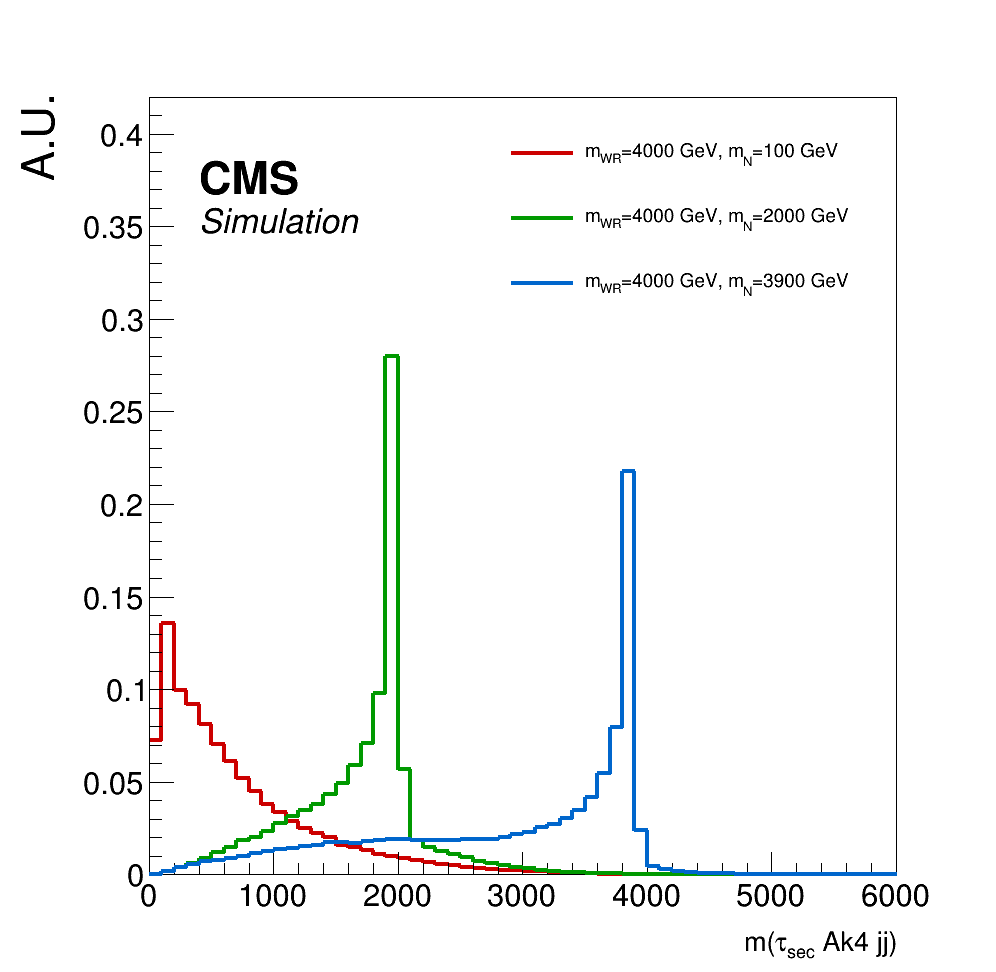 A.U.
CMS
Simulation
m_WR=4000 GeV, m_N=100 GeV
m_WR=4000 GeV, m_N=2000 GeV
m_WR=4000 GeV, m_N=3900 GeV
0.4
0.35
0.3
0.25
0.2
0.15
0.1
0.05
0
0 1000 2000 3000 4000 5000 6000
m(τ_sec Ak4 jj)